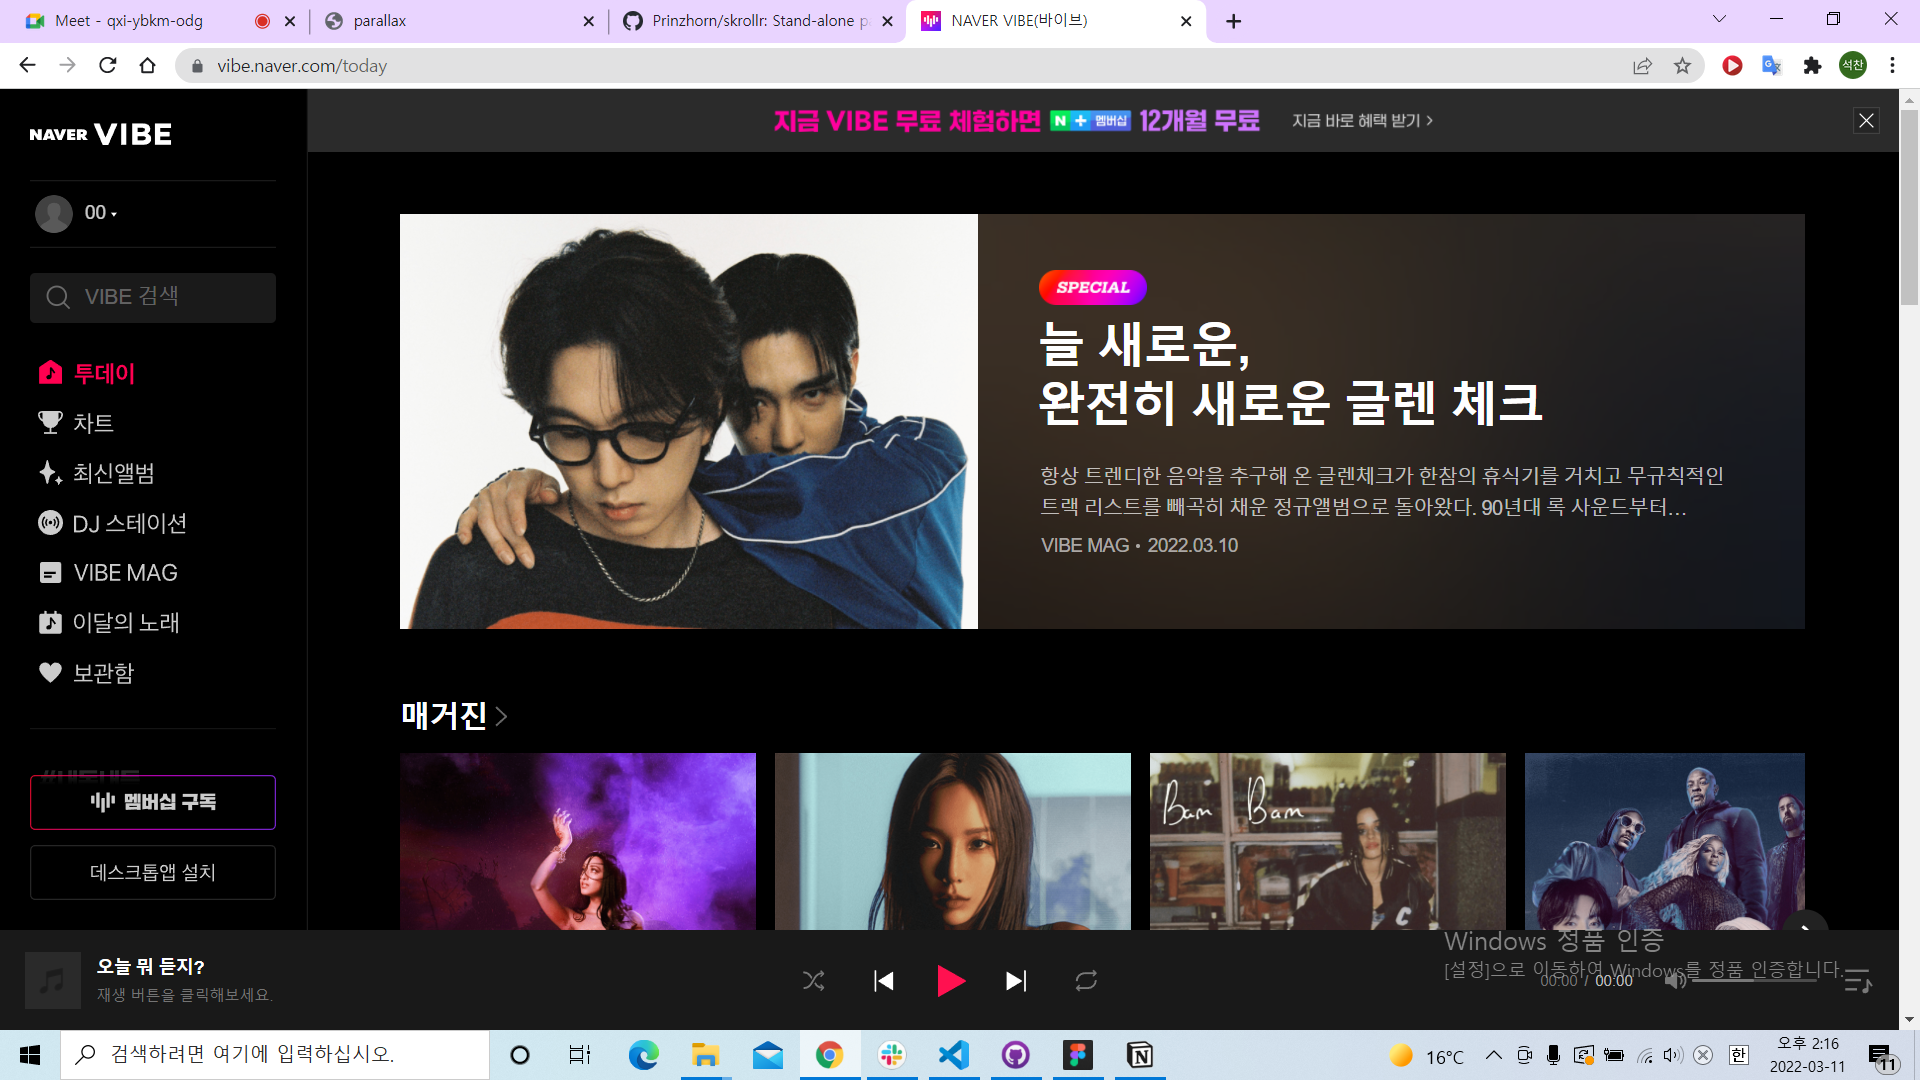 Meet - qxi-ybkm-odg
parallax
Prinzhorn/skrollr: Stand-alone p
NAVER VIBE(바이브)
vibe.naver.com/today
석찬
NAVER VIBE
지금 VIBE 무료 체험하면 N + 멤버십 12개월 무료
지금 바로 혜택 받기
00
VIBE 검색
투데이
차트
최신앨범
DJ 스테이션
VIBE MAG
이달의 노래
보관함
멤버십 구독
데스크톱앱 설치
SPECIAL
늘 새로운,
완전히 새로운 글렌 체크
항상 트렌디한 음악을 추구해 온 글렌체크가 한참의 휴식기를 거치고 무규칙적인
트랙 리스트를 빼곡히 채운 정규앨범으로 돌아왔다. 90년대 록 사운드부터...
VIBE MAG • 2022.03.10
매거진
Bam Bam
C
오늘 뭐 듣지?
재생 버튼을 클릭해보세요.
Windows 정품 인증
[설정]으로 이동하여 Windows를 정품 인증합니다.
00:00 / 00:00
검색하려면 여기에 입력하십시오.
16°C
한
오후 2:16
2022-03-11
11